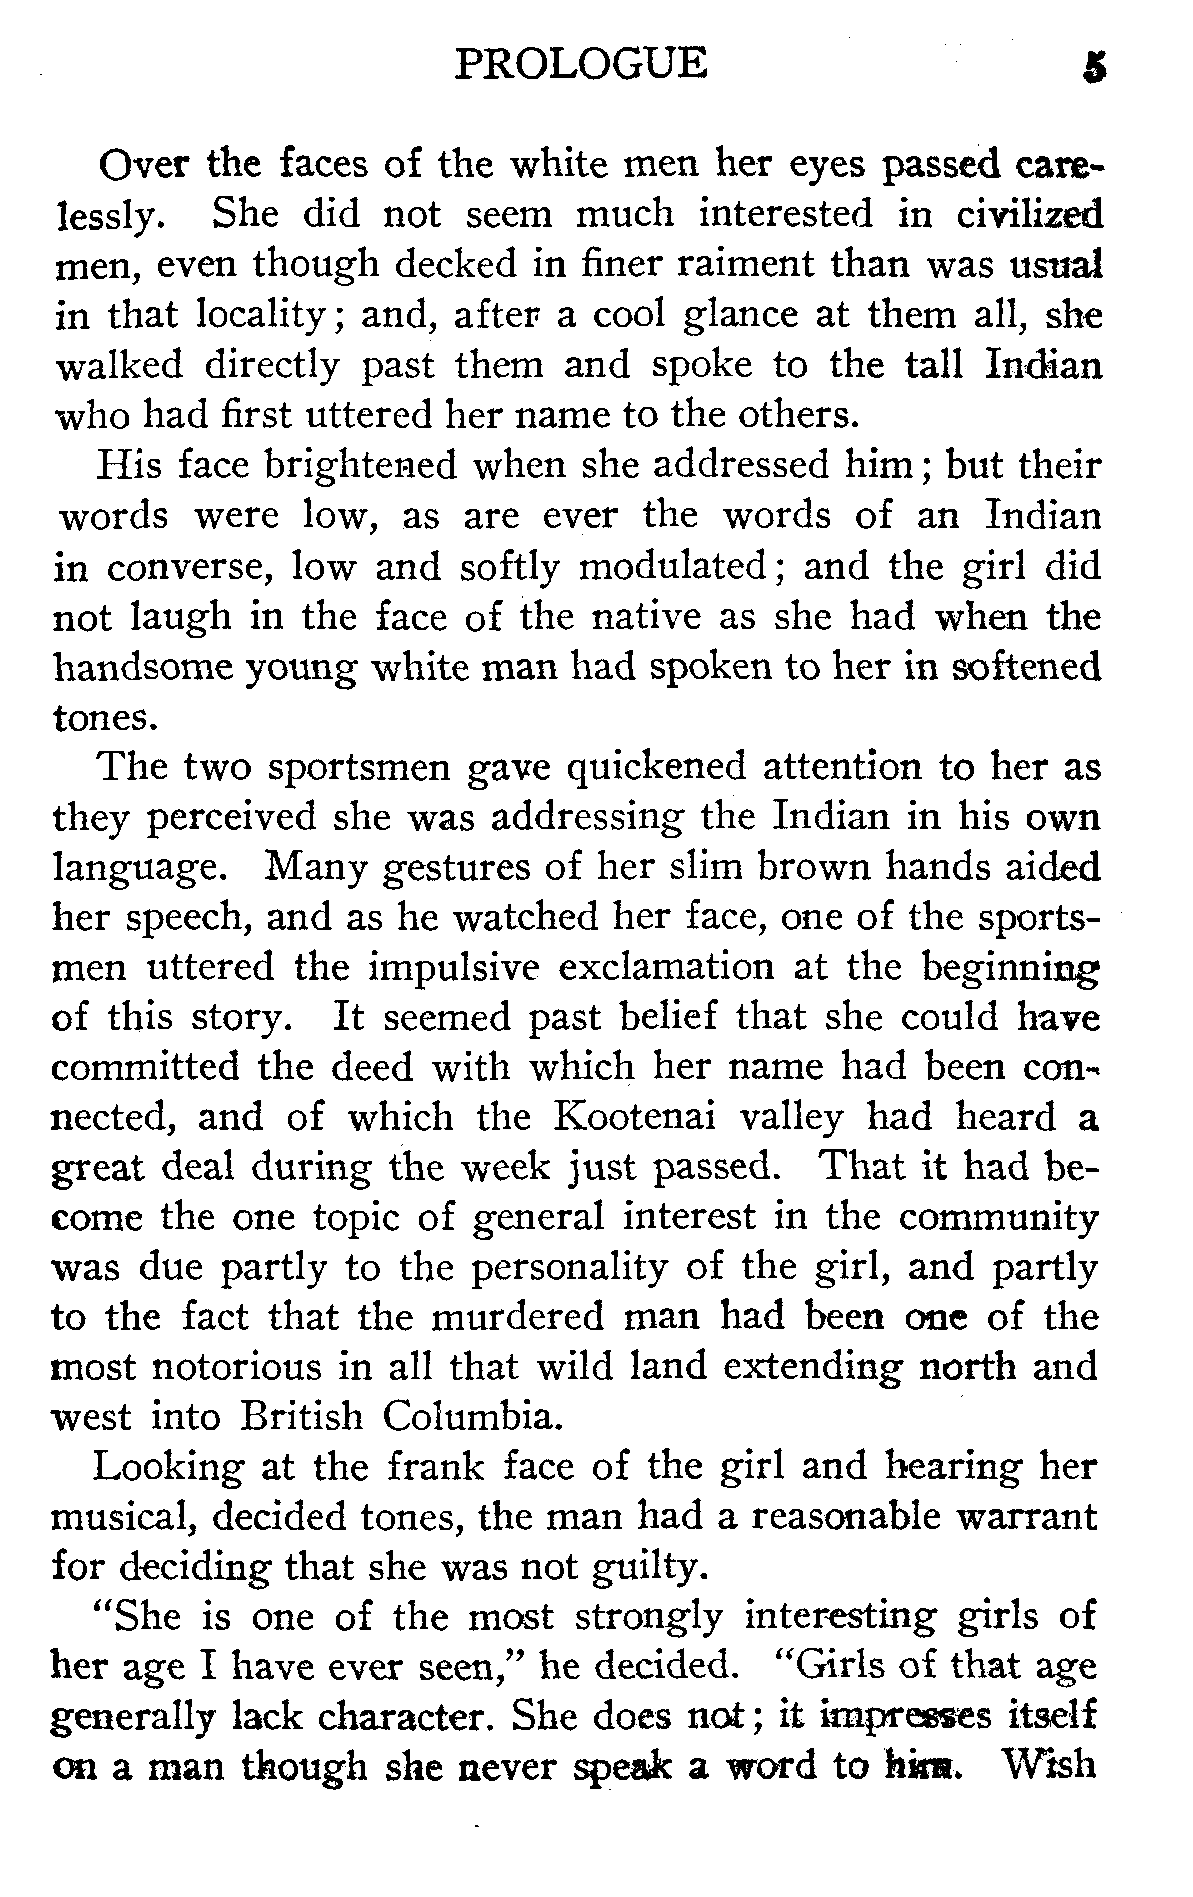 PROLOGUE 5
Over the faces of the white men her eyes passed care-
lessly. She did not seem much interested in civilized
men, even though decked in finer raiment than was usual
in that locality; and, after a cool glance at them all, she
walked directly past them and spoke to the tall Indian
who had first uttered her name to the others.
His face brightened when she addressed him; but their
words were low, as are ever the words of an Indian
in converse, low and softly modulated; and the girl did
not laugh in the face of the native as she had when the
handsome young white man had spoken to her in softened
tones.
The two sportsmen gave quickened attention to her as
they perceived she was addressing the Indian in his own
language. Many gestures of her slim brown hands aided
her speech, and as he watched her face, one of the sports-
men uttered the impulsive exclamation at the beginning
of this story. It seemed past belief that she could have
committed the deed with which her name had been con-
nected, and of which the Kootenai valley had heard a
great deal during the week just passed. That it had be-
come the one topic of general interest in the community
was due partly to the personality of the girl, and partly
to the fact that the murdered man had been one of the
most notorious in all that wild land extending north and
west into British Columbia.
Looking at the frank face of the girl and hearing her
musical, decided tones, the man had a reasonable warrant
for deciding that she was not guilty.
"She is one of the most strongly interesting girls of
her age I have ever seen," he decided. "Girls of that age
generally lack character. She does not; it impresses itself
on a man though she never speak a word to him. Wish